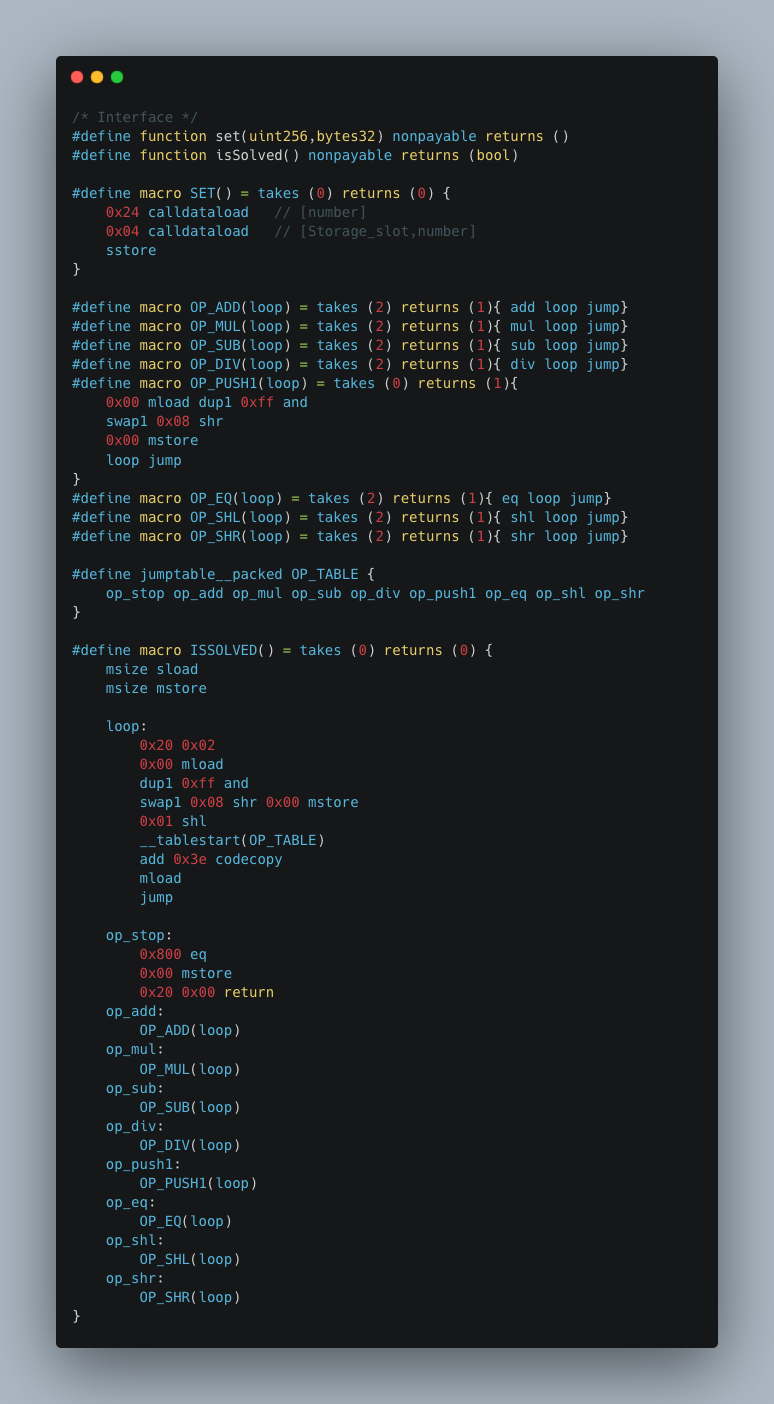 /* Interface */
#define function set(uint256,bytes32) nonpayable returns ()
#define function isSolved() nonpayable returns (bool)

#define macro SET() = takes (0) returns (0) {
    0x24 calldataload   // [number]
    0x04 calldataload   // [Storage_slot,number]
    sstore
}

#define macro OP_ADD(loop) = takes (2) returns (1){ add loop jump}
#define macro OP_MUL(loop) = takes (2) returns (1){ mul loop jump}
#define macro OP_SUB(loop) = takes (2) returns (1){ sub loop jump}
#define macro OP_DIV(loop) = takes (2) returns (1){ div loop jump}
#define macro OP_PUSH1(loop) = takes (0) returns (1){
    0x00 mload dup1 0xff and
    swap1 0x08 shr
    0x00 mstore
    loop jump
}
#define macro OP_EQ(loop) = takes (2) returns (1){ eq loop jump}
#define macro OP_SHL(loop) = takes (2) returns (1){ shl loop jump}
#define macro OP_SHR(loop) = takes (2) returns (1){ shr loop jump}

#define jumptable__packed OP_TABLE {
    op_stop op_add op_mul op_sub op_div op_push1 op_eq op_shl op_shr
}

#define macro ISSOLVED() = takes (0) returns (0) {
    msize sload
    msize mstore

    loop:
        0x20 0x02
        0x00 mload
        dup1 0xff and
        swap1 0x08 shr 0x00 mstore
        0x01 shl
        __tablestart(OP_TABLE)
        add 0x3e codecopy
        mload
        jump

    op_stop:
        0x800 eq
        0x00 mstore
        0x20 0x00 return
    op_add:
        OP_ADD(loop)
    op_mul:
        OP_MUL(loop)
    op_sub:
        OP_SUB(loop)
    op_div:
        OP_DIV(loop)
    op_push1:
        OP_PUSH1(loop)
    op_eq:
        OP_EQ(loop)
    op_shl:
        OP_SHL(loop)
    op_shr:
        OP_SHR(loop)
}